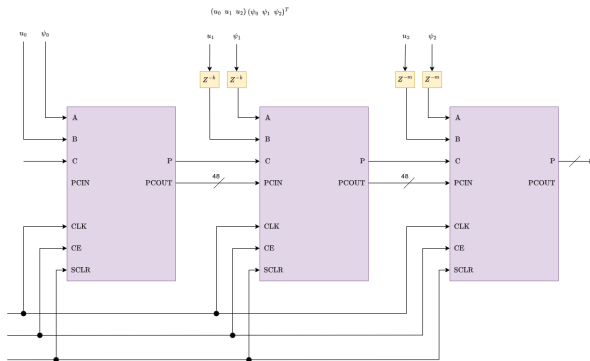 (u₀ u₁ u₂) (ψ₀ ψ₁ ψ₂)ᵀ
u₀ ψ₀ u₁ ψ₁ u₂ ψ₂
Z⁻ᵏ Z⁻ᵏ Z⁻ᵐ Z⁻ᵐ
A A A
B B B
C P C P C P
48 48
PCIN PCOUT PCIN PCOUT PCIN PCOUT
CLK CLK CLK
CE CE CE
SCLR SCLR SCLR